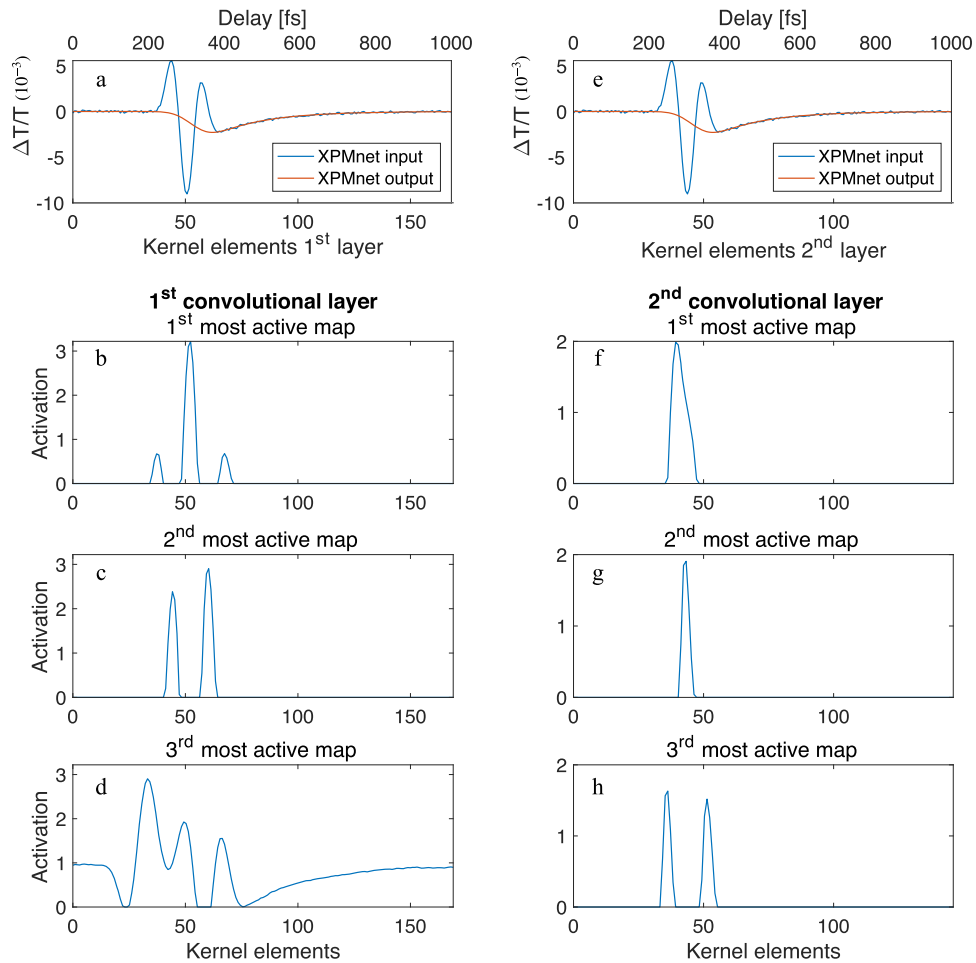 Delay [fs]
0 200 400 600 800 1000
a
5
0
-5
-10
ΔT/T (10⁻³)
XPMnet input
XPMnet output
0 50 100 150
Kernel elements 1ˢᵗ layer
Delay [fs]
0 200 400 600 800 1000
e
5
0
-5
-10
ΔT/T (10⁻³)
XPMnet input
XPMnet output
0 50 100
Kernel elements 2ⁿᵈ layer
1ˢᵗ convolutional layer
1ˢᵗ most active map
b
3
2
1
0
Activation
0 50 100 150
2ⁿᵈ most active map
c
3
2
1
0
Activation
0 50 100 150
3ʳᵈ most active map
d
3
2
1
0
Activation
0 50 100 150
Kernel elements
2ⁿᵈ convolutional layer
1ˢᵗ most active map
f
2
1
0
0 50 100
2ⁿᵈ most active map
g
2
1
0
0 50 100
3ʳᵈ most active map
h
2
1
0
0 50 100
Kernel elements